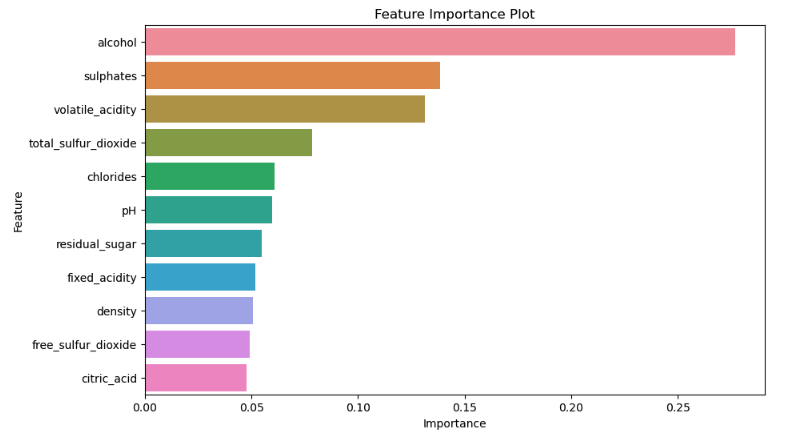 Feature Importance Plot
Feature
alcohol
sulphates
volatile_acidity
total_sulfur_dioxide
chlorides
pH
residual_sugar
fixed_acidity
density
free_sulfur_dioxide
citric_acid
0.00 0.05 0.10 0.15 0.20 0.25
Importance